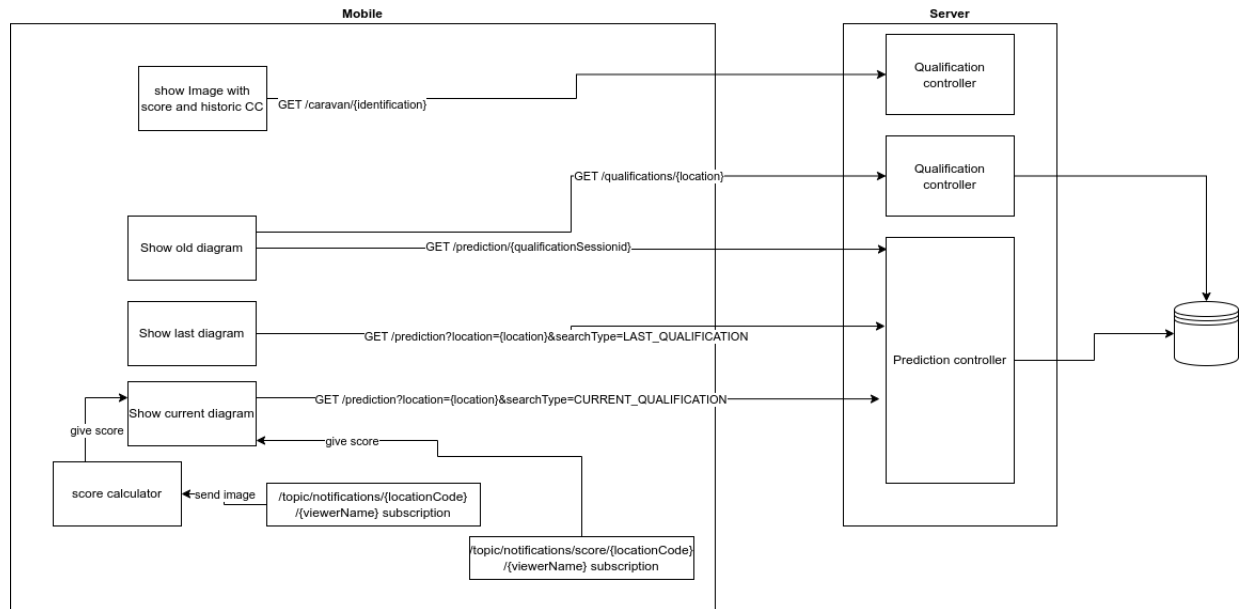 Mobile
Server
show Image with
score and historic CC
GET /caravan/{identification}
Qualification
controller
GET /qualifications/{location}
Qualification
controller
Show old diagram
GET /prediction/{qualificationSessionid}
Show last diagram
GET /prediction?location={location}&searchType=LAST_QUALIFICATION
Prediction controller
Show current diagram
GET /prediction?location={location}&searchType=CURRENT_QUALIFICATION
give score
give score
score calculator
send image
/topic/notifications/{locationCode}
/{viewerName} subscription
/topic/notifications/score/{locationCode}
/{viewerName} subscription